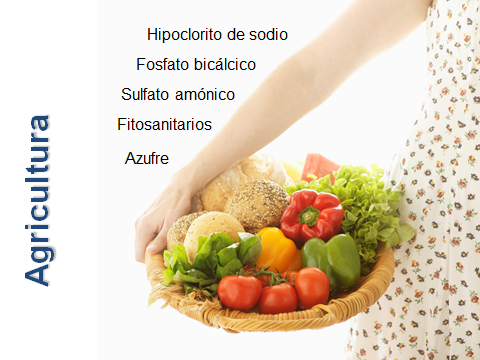 Agricultura
Hipoclorito de sodio
Fosfato bicálcico
Sulfato amónico
Fitosanitarios
Azufre